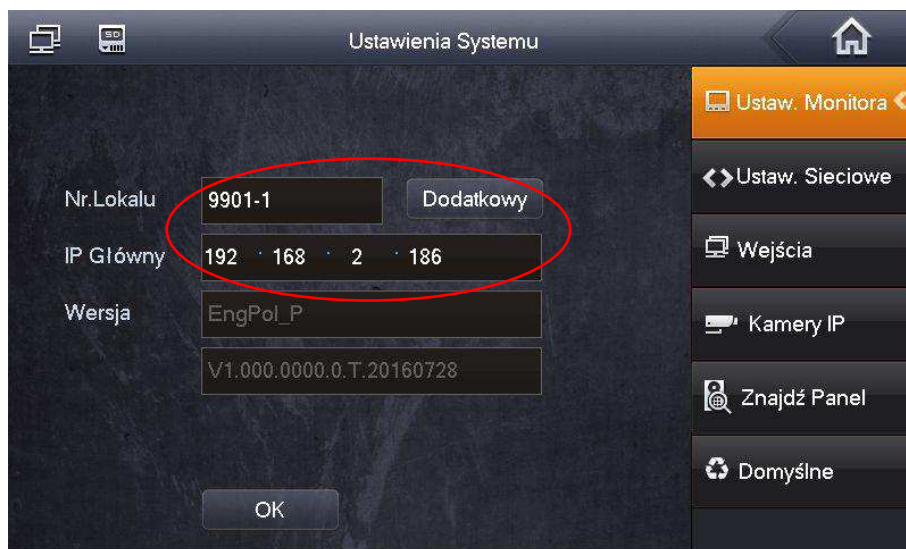 SD
Ustawienia Systemu
Ustaw. Monitora
Nr.Lokalu 9901-1 Dodatkowy
Ustaw. Sieciowe
IP Główny 192 . 168 . 2 . 186
Wejścia
Wersja EngPol_P
Kamery IP
V1.000.0000.0.T.20160728
Znajdź Panel
Domyślne
OK